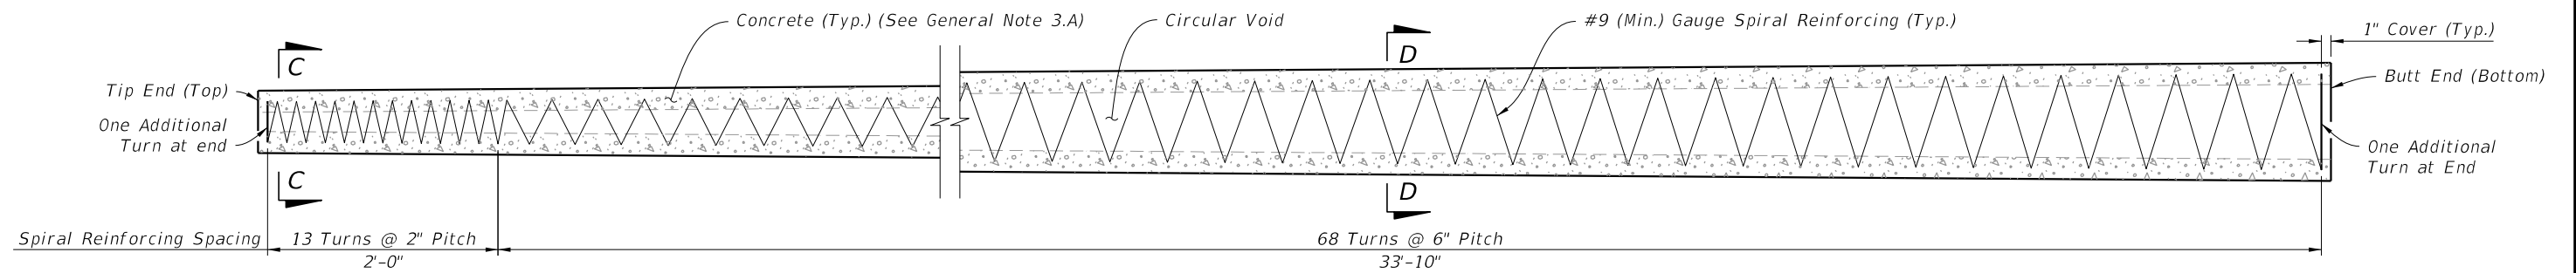 Concrete (Typ.) (See General Note 3.A)
Circular Void
#9 (Min.) Gauge Spiral Reinforcing (Typ.)
1" Cover (Typ.)
C
D
Tip End (Top)
Butt End (Bottom)
One Additional
Turn at end
One Additional
Turn at End
C
D
Spiral Reinforcing Spacing
13 Turns @ 2" Pitch
68 Turns @ 6" Pitch
2'-0"
33'-10"